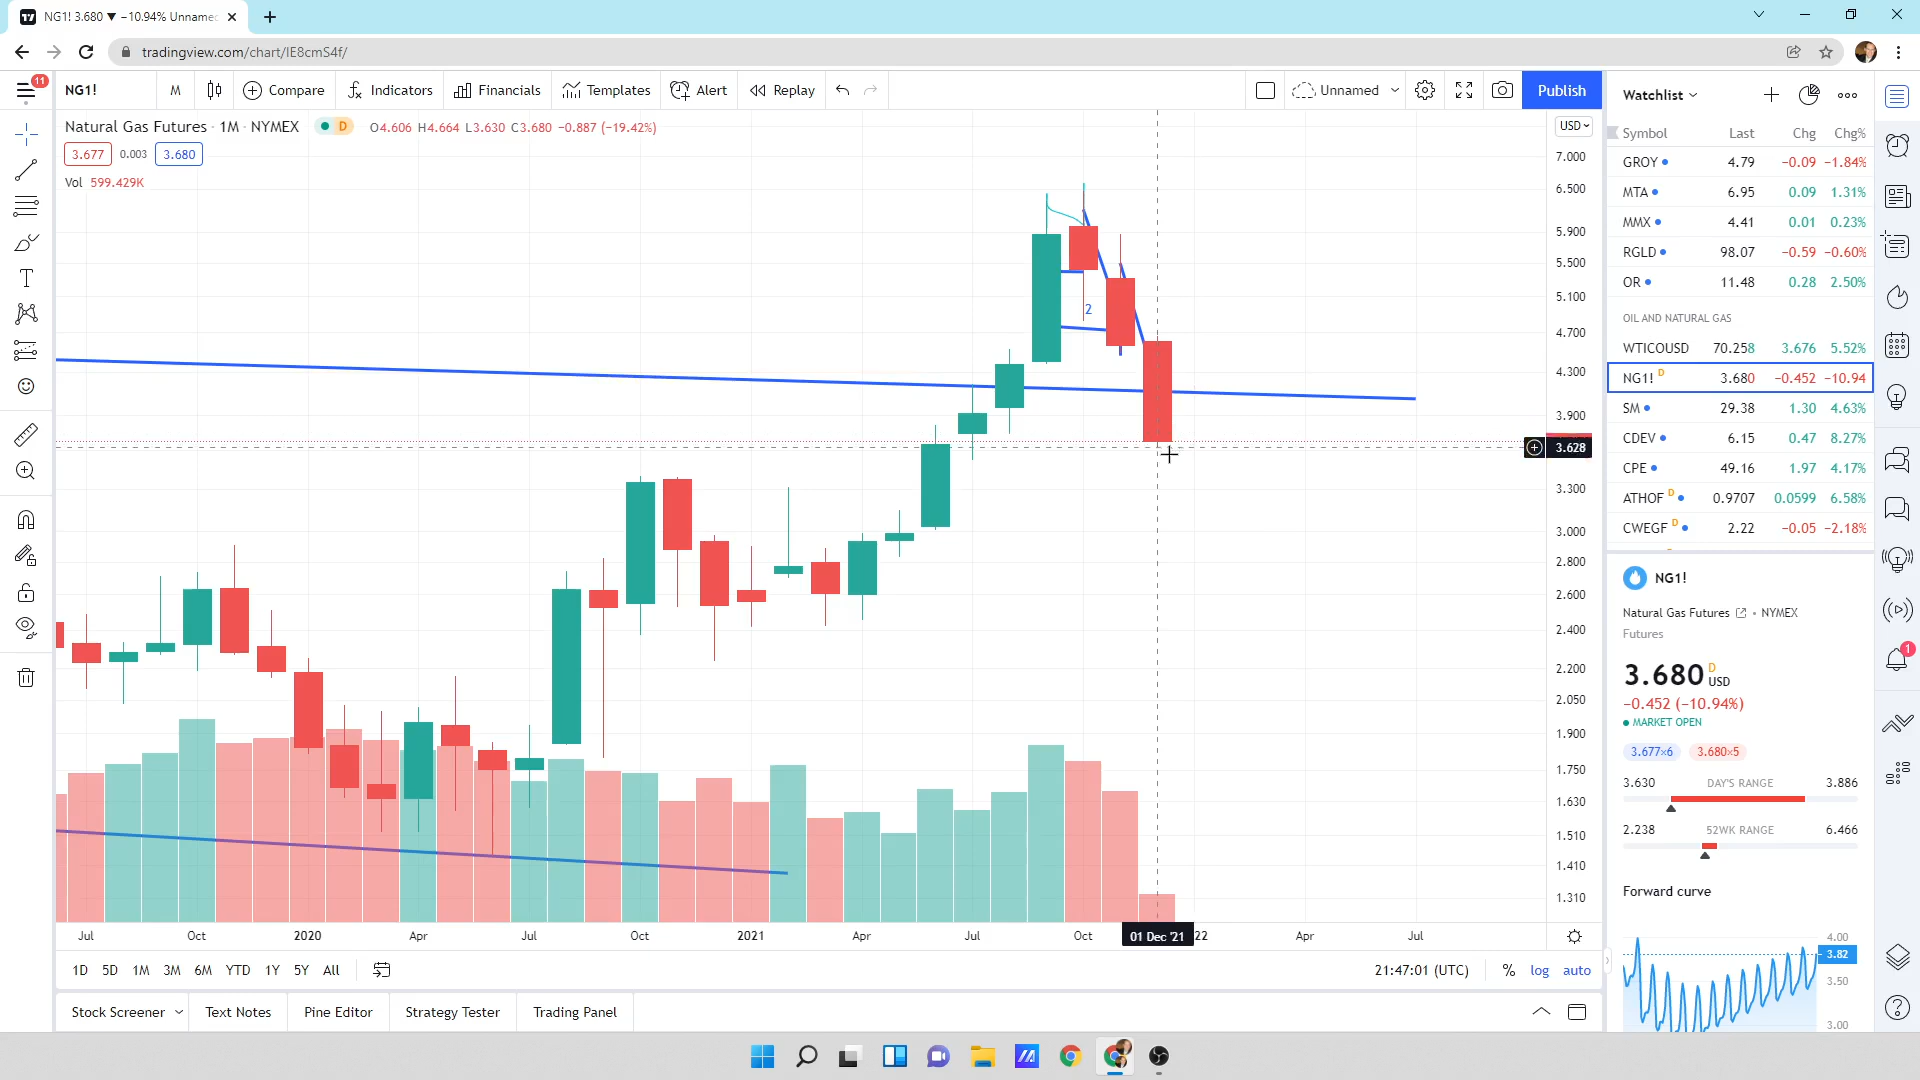 NG1! 3.680 ▼ −10.94% Unnamed
tradingview.com/chart/IE8cmS4f/
11
NG1! M Compare Indicators Financials Templates Alert Replay Unnamed Publish
Natural Gas Futures · 1M · NYMEX D O4.606 H4.664 L3.630 C3.680 −0.887 (−19.42%)
3.677 0.003 3.680
Vol 599.429K
USD
7.000
6.500
5.900
5.500
5.100
4.700
4.300
3.900
3.628
3.300
3.000
2.800
2.600
2.400
2.200
2.050
1.900
1.750
1.630
1.510
1.410
1.310
2
Jul Oct 2020 Apr Jul Oct 2021 Apr Jul Oct 01 Dec '21 22 Apr Jul
1D 5D 1M 3M 6M YTD 1Y 5Y All 21:47:01 (UTC) % log auto
Stock Screener Text Notes Pine Editor Strategy Tester Trading Panel
Watchlist
Symbol Last Chg Chg%
GROY 4.79 −0.09 −1.84%
MTA 6.95 0.09 1.31%
MMX 4.41 0.01 0.23%
RGLD 98.07 −0.59 −0.60%
OR 11.48 0.28 2.50%
OIL AND NATURAL GAS
WTICOUSD 70.258 3.676 5.52%
NG1! D 3.680 −0.452 −10.94
SM 29.38 1.30 4.63%
CDEV 6.15 0.47 8.27%
CPE 49.16 1.97 4.17%
ATHOF D 0.9707 0.0599 6.58%
CWEGF D 2.22 −0.05 −2.18%
NG1!
Natural Gas Futures • NYMEX
Futures
3.680 D USD
−0.452 (−10.94%)
MARKET OPEN
3.677×6 3.680×5
3.630 DAY'S RANGE 3.886
2.238 52WK RANGE 6.466
Forward curve
4.00
3.82
3.50
3.00
1